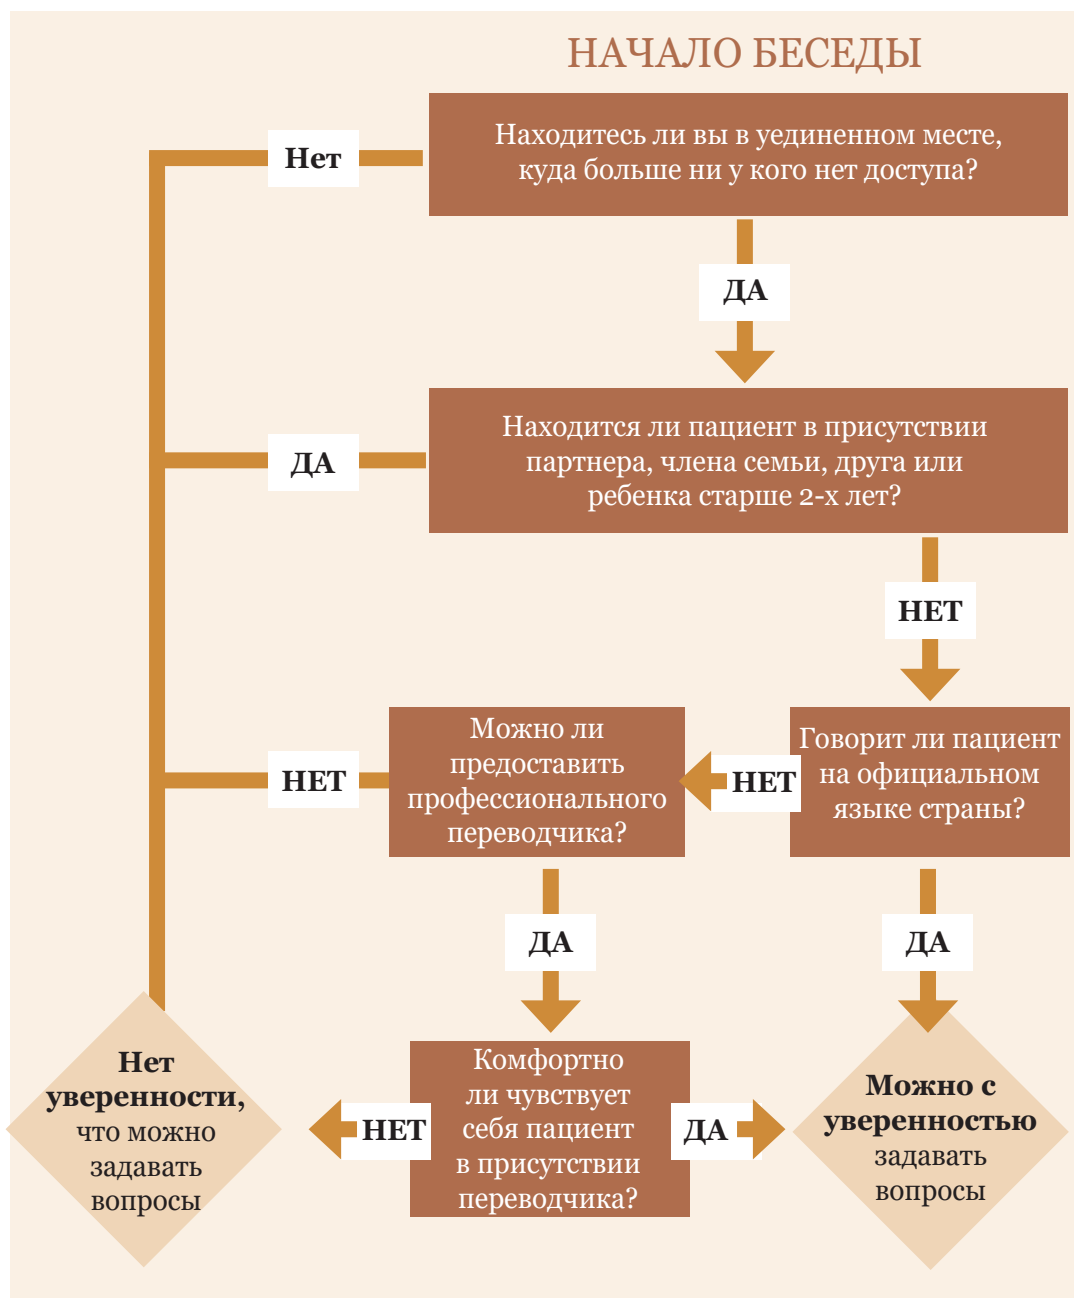 НАЧАЛО БЕСЕДЫ
Находитесь ли вы в уединенном месте,
куда больше ни у кого нет доступа?
Нет
ДА
Находится ли пациент в присутствии
партнера, члена семьи, друга или
ребенка старше 2-х лет?
ДА
НЕТ
Говорит ли пациент
на официальном
языке страны?
НЕТ
Можно ли
предоставить
профессионального
переводчика?
НЕТ
ДА
ДА
Комфортно
ли чувствует
себя пациент
в присутствии
переводчика?
НЕТ
ДА
Нет
уверенности,
что можно
задавать
вопросы
Можно с
уверенностью
задавать
вопросы